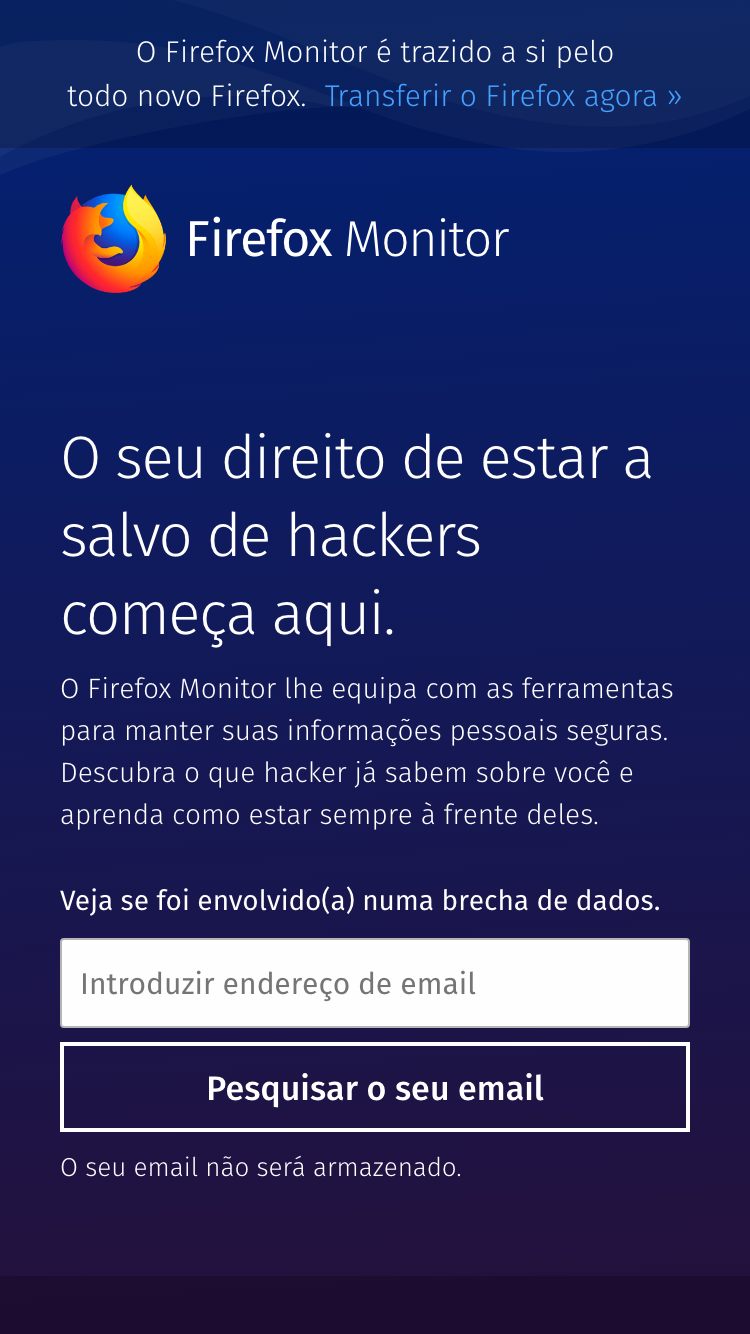 O Firefox Monitor é trazido a si pelo
todo novo Firefox. Transferir o Firefox agora »
Firefox Monitor
O seu direito de estar a
salvo de hackers
começa aqui.
O Firefox Monitor lhe equipa com as ferramentas
para manter suas informações pessoais seguras.
Descubra o que hacker já sabem sobre você e
aprenda como estar sempre à frente deles.
Veja se foi envolvido(a) numa brecha de dados.
Introduzir endereço de email
Pesquisar o seu email
O seu email não será armazenado.